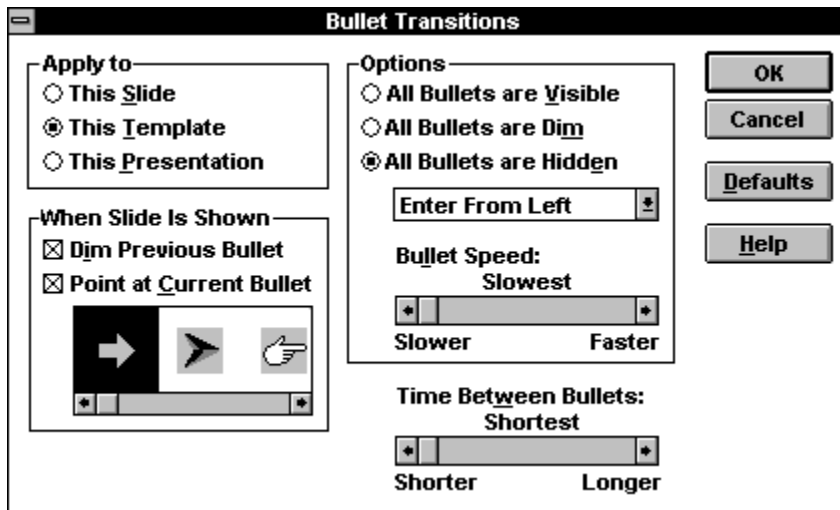 Bullet Transitions
Apply to
This Slide
This Template
This Presentation
When Slide Is Shown
Dim Previous Bullet
Point at Current Bullet
Options
All Bullets are Visible
All Bullets are Dim
All Bullets are Hidden
Enter From Left
Bullet Speed:
Slowest
Slower Faster
Time Between Bullets:
Shortest
Shorter Longer
OK
Cancel
Defaults
Help